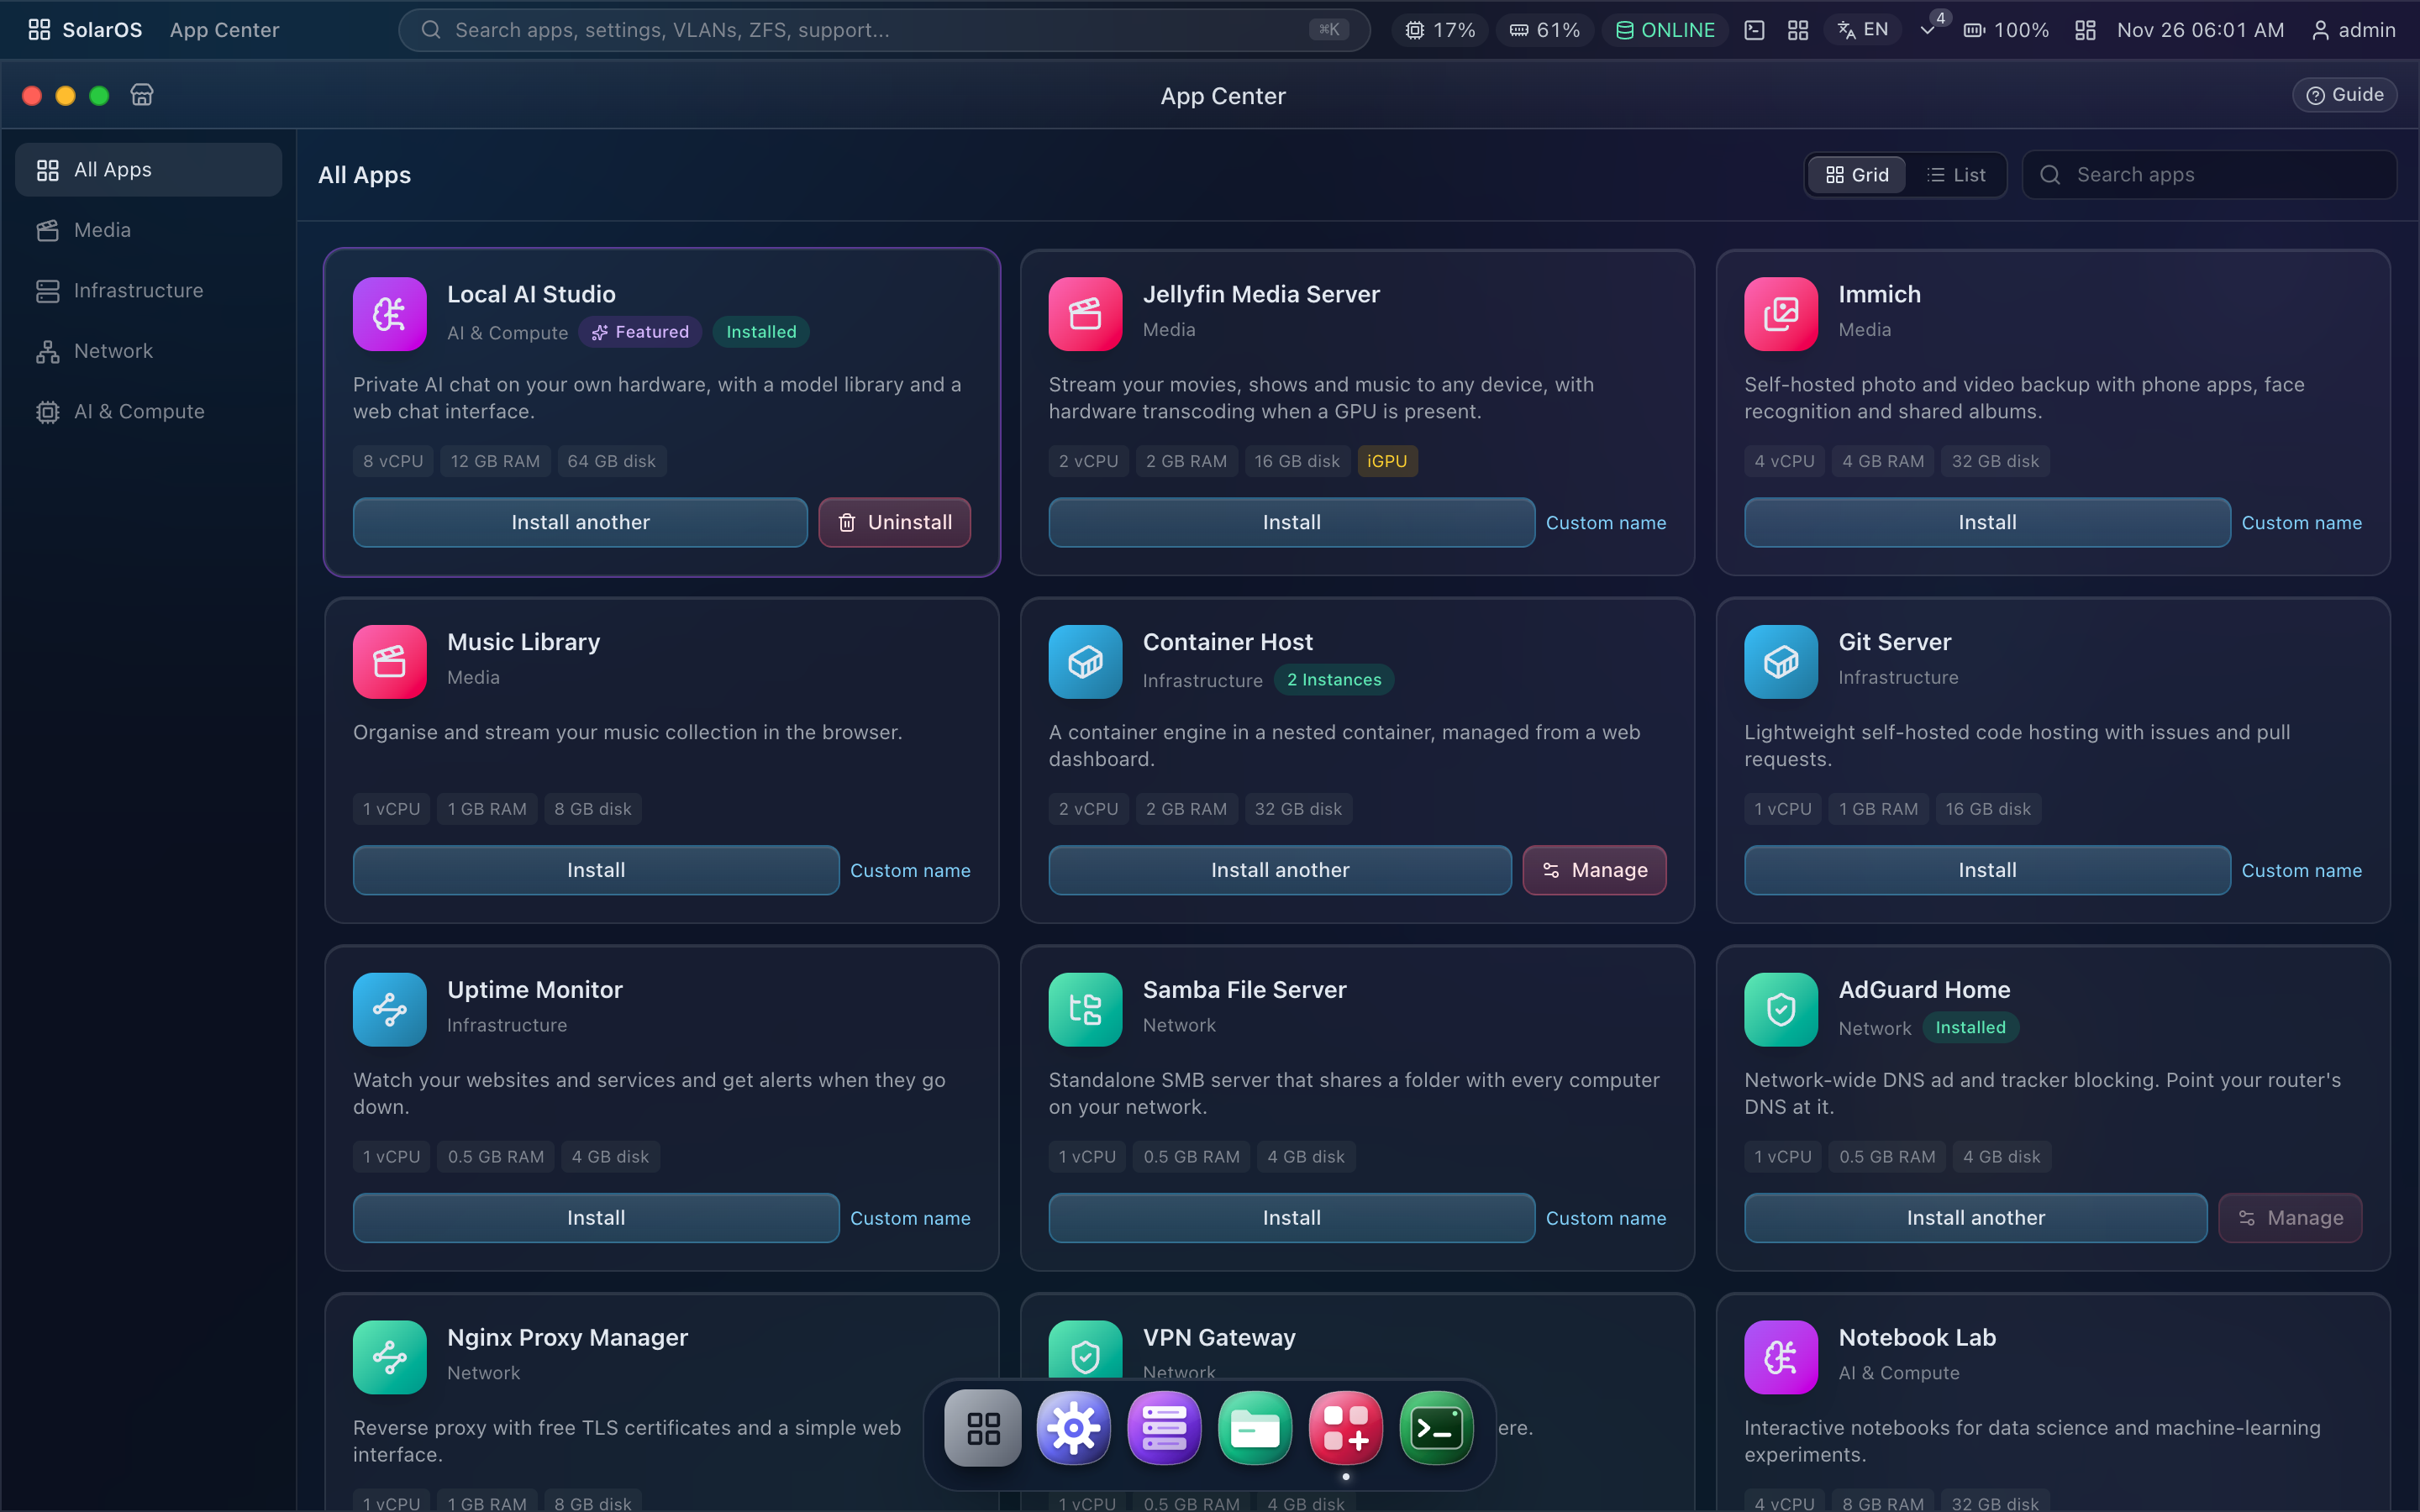 SolarOS App Center Search apps, settings, VLANs, ZFS, support... ⌘K 17% 61% ONLINE EN 4 100% Nov 26 06:01 AM admin
App Center Guide
All Apps
Media
Infrastructure
Network
AI & Compute
All Apps Grid List Search apps
Local AI Studio
AI & Compute Featured Installed
Private AI chat on your own hardware, with a model library and a
web chat interface.
8 vCPU 12 GB RAM 64 GB disk
Install another Uninstall
Jellyfin Media Server
Media
Stream your movies, shows and music to any device, with
hardware transcoding when a GPU is present.
2 vCPU 2 GB RAM 16 GB disk iGPU
Install Custom name
Immich
Media
Self-hosted photo and video backup with phone apps, face
recognition and shared albums.
4 vCPU 4 GB RAM 32 GB disk
Install Custom name
Music Library
Media
Organise and stream your music collection in the browser.
1 vCPU 1 GB RAM 8 GB disk
Install Custom name
Container Host
Infrastructure 2 Instances
A container engine in a nested container, managed from a web
dashboard.
2 vCPU 2 GB RAM 32 GB disk
Install another Manage
Git Server
Infrastructure
Lightweight self-hosted code hosting with issues and pull
requests.
1 vCPU 1 GB RAM 16 GB disk
Install Custom name
Uptime Monitor
Infrastructure
Watch your websites and services and get alerts when they go
down.
1 vCPU 0.5 GB RAM 4 GB disk
Install Custom name
Samba File Server
Network
Standalone SMB server that shares a folder with every computer
on your network.
1 vCPU 0.5 GB RAM 4 GB disk
Install Custom name
AdGuard Home
Network Installed
Network-wide DNS ad and tracker blocking. Point your router's
DNS at it.
1 vCPU 0.5 GB RAM 4 GB disk
Install another Manage
Nginx Proxy Manager
Network
Reverse proxy with free TLS certificates and a simple web
interface.
1 vCPU 1 GB RAM 8 GB disk
VPN Gateway
Network
ere.
1 vCPU 0.5 GB RAM 4 GB disk
Notebook Lab
AI & Compute
Interactive notebooks for data science and machine-learning
experiments.
4 vCPU 8 GB RAM 32 GB disk